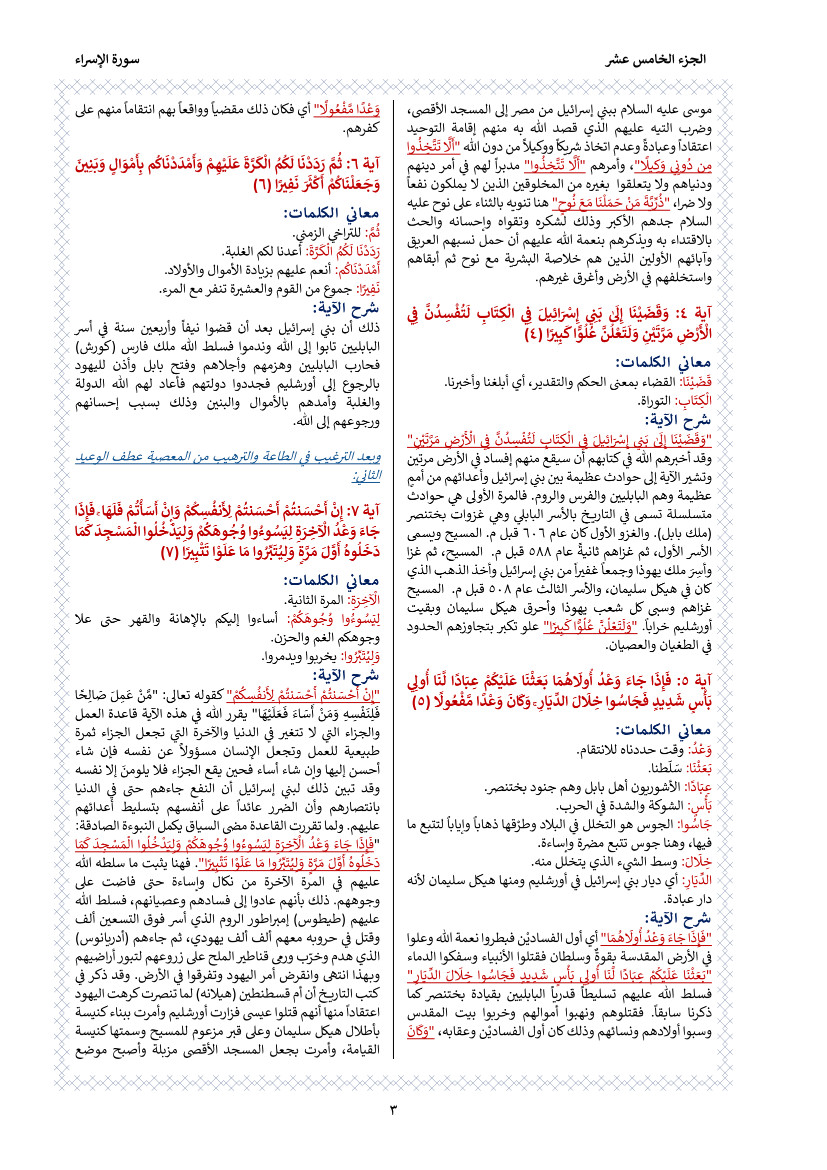 الجزء الخامس عشر
سورة الإسراء
موسى عليه السلام ببني إسرائيل من مصر إلى المسجد الأقصى،
وضرب التيه عليهم الذي قصد الله به منهم إقامة التوحيد
اعتقاداً وعبادةً وعدم اتخاذ شريكاً ووكيلاً من دون الله "أَلَّا تَتَّخِذُوا
مِن دُونِي وَكِيلًا"، وأمرهم "أَلَّا تَتَّخِذُوا" مدبراً لهم في أمر دينهم
ودنياهم ولا يتعلقوا بغيره من المخلوقين الذين لا يملكون نفعاً
ولا ضرا، "ذُرِّيَّةَ مَنْ حَمَلْنَا مَعَ نُوحٍ" هنا تنويه بالثناء على نوح عليه
السلام جدهم الأكبر وذلك لشكره وتقواه وإحسانه والحث
بالاقتداء به ويذكرهم بنعمة الله عليهم أن حمل نسبهم العريق
وآبائهم الأولين الذين هم خلاصة البشرية مع نوح ثم أبقاهم
واستخلفهم في الأرض وأغرق غيرهم.
آية ٤: وَقَضَيْنَا إِلَىٰ بَنِي إِسْرَائِيلَ فِي الْكِتَابِ لَتُفْسِدُنَّ فِي
الْأَرْضِ مَرَّتَيْنِ وَلَتَعْلُنَّ عُلُوًّا كَبِيرًا (٤)
معاني الكلمات:
قَضَيْنَا: القضاء بمعنى الحكم والتقدير، أي أبلغنا وأخبرنا.
الْكِتَابِ: التوراة.
شرح الآية:
"وَقَضَيْنَا إِلَىٰ بَنِي إِسْرَائِيلَ فِي الْكِتَابِ لَتُفْسِدُنَّ فِي الْأَرْضِ مَرَّتَيْنِ"
وقد أخبرهم الله في كتابهم أن سيقع منهم إفساد في الأرض مرتين
وتشير الآية إلى حوادث عظيمة بين بني إسرائيل وأعدائهم من أممٍ
عظيمة وهم البابليين والفرس والروم. فالمرة الأولى هي حوادث
متسلسلة تسمى في التاريخ بالأسر البابلي وهي غزوات بختنصر
(ملك بابل). والغزو الأول كان عام ٦٠٦ قبل م. المسيح ويسمى
الأسر الأول، ثم غزاهم ثانيةً عام ٥٨٨ قبل م. المسيح، ثم غزا
وأسِرَ ملك يهوذا وجمعاً غفيراً من بني إسرائيل وأخذ الذهب الذي
كان في هيكل سليمان، والأسر الثالث عام ٥٠٨ قبل م. المسيح
غزاهم وسبى كل شعب يهوذا وأحرق هيكل سليمان وبقيت
أورشليم خراباً. "وَلَتَعْلُنَّ عُلُوًّا كَبِيرًا" علو تكبر بتجاوزهم الحدود
في الطغيان والعصيان.
آية ٥: فَإِذَا جَاءَ وَعْدُ أُولَاهُمَا بَعَثْنَا عَلَيْكُمْ عِبَادًا لَّنَا أُولِي
بَأْسٍ شَدِيدٍ فَجَاسُوا خِلَالَ الدِّيَارِ ۚ وَكَانَ وَعْدًا مَّفْعُولًا (٥)
معاني الكلمات:
وَعْدُ: وقت حددناه للانتقام.
بَعَثْنَا: سَلَطنا.
عِبَادًا: الأشوريون أهل بابل وهم جنود بختنصر.
بَأْسٍ: الشوكة والشدة في الحرب.
جَاسُوا: الجوس هو التخلل في البلاد وطرْقها ذهاباً وإياباً لتتبع ما
فيها، وهنا جوس تتبع مضرة وإساءة.
خِلَالَ: وسط الشيء الذي يتخلل منه.
الدِّيَارِ: أي ديار بني إسرائيل في أورشليم ومنها هيكل سليمان لأنه
دار عبادة.
شرح الآية:
"فَإِذَا جَاءَ وَعْدُ أُولَاهُمَا" أي أول الفساديْن فبطروا نعمة الله وعلوا
في الأرض المقدسة بقوةٌ وسلطان فقتلوا الأنبياء وسفكوا الدماء
"بَعَثْنَا عَلَيْكُمْ عِبَادًا لَّنَا أُولِي بَأْسٍ شَدِيدٍ فَجَاسُوا خِلَالَ الدِّيَارِ"
فسلط الله عليهم تسليطاً قدرياً البابليين بقيادة بختنصر كما
ذكرنا سابقاً. فقتلوهم ونهبوا أموالهم وخربوا بيت المقدس
وسبوا أولادهم ونسائهم وذلك كان أول الفساديْن وعقابه، "وَكَانَ
وَعْدًا مَّفْعُولًا" أي فكان ذلك مقضياً وواقعاً بهم انتقاماً منهم على
كفرهم.
آية ٦: ثُمَّ رَدَدْنَا لَكُمُ الْكَرَّةَ عَلَيْهِمْ وَأَمْدَدْنَاكُم بِأَمْوَالٍ وَبَنِينَ
وَجَعَلْنَاكُمْ أَكْثَرَ نَفِيرًا (٦)
معاني الكلمات:
ثُمَّ: للتراخي الزمني.
رَدَدْنَا لَكُمُ الْكَرَّةَ: أعدنا لكم الغلبة.
أَمْدَدْنَاكُم: أنعم عليهم بزيادة الأموال والأولاد.
نَفِيرًا: جموع من القوم والعشيرة تنفر مع المرء.
شرح الآية:
ذلك أن بني إسرائيل بعد أن قضوا نيفاً وأربعين سنة في أسر
البابليين تابوا إلى الله وندموا فسلط الله ملك فارس (كورش)
فحارب البابليين وهزمهم وأجلاهم وفتح بابل وأذن لليهود
بالرجوع إلى أورشليم فجددوا دولتهم فأعاد لهم الله الدولة
والغلبة وأمدهم بالأموال والبنين وذلك بسبب إحسانهم
ورجوعهم إلى الله.
وبعد الترغيب في الطاعة والترهيب من المعصية عطف الوعيد
الثاني:
آية ٧: إِنْ أَحْسَنتُمْ أَحْسَنتُمْ لِأَنفُسِكُمْ وَإِنْ أَسَأْتُمْ فَلَهَا ۚ فَإِذَا
جَاءَ وَعْدُ الْآخِرَةِ لِيَسُوءُوا وُجُوهَكُمْ وَلِيَدْخُلُوا الْمَسْجِدَ كَمَا
دَخَلُوهُ أَوَّلَ مَرَّةٍ وَلِيُتَبِّرُوا مَا عَلَوْا تَتْبِيرًا (٧)
معاني الكلمات:
الْآخِرَةِ: المرة الثانية.
لِيَسُوءُوا وُجُوهَكُمْ: أساءوا إليكم بالإهانة والقهر حتى علا
وجوهكم الغم والحزن.
وَلِيُتَبِّرُوا: يخربوا ويدمروا.
شرح الآية:
"إِنْ أَحْسَنتُمْ أَحْسَنتُمْ لِأَنفُسِكُمْ" كقوله تعالى: "مَّنْ عَمِلَ صَالِحًا
فَلِنَفْسِهِ وَمَنْ أَسَاءَ فَعَلَيْهَا" يقرر الله في هذه الآية قاعدة العمل
والجزاء التي لا تتغير في الدنيا والآخرة التي تجعل الجزاء ثمرة
طبيعية للعمل وتجعل الإنسان مسؤولاً عن نفسه فإن شاء
أحسن إليها وإن شاء أساء فحين يقع الجزاء فلا يلومنَ إلا نفسه
وقد تبين ذلك لبني إسرائيل أن النفع جاءهم حتى في الدنيا
بانتصارهم وأن الضرر عائداً على أنفسهم بتسليط أعدائهم
عليهم. ولما تقررت القاعدة مضى السياق يكمل النبوءة الصادقة:
"فَإِذَا جَاءَ وَعْدُ الْآخِرَةِ لِيَسُوءُوا وُجُوهَكُمْ وَلِيَدْخُلُوا الْمَسْجِدَ كَمَا
دَخَلُوهُ أَوَّلَ مَرَّةٍ وَلِيُتَبِّرُوا مَا عَلَوْا تَتْبِيرًا". فهنا يثبت ما سلطه الله
عليهم في المرة الآخرة من نكال وإساءة حتى فاضت على
وجوههم. ذلك بأنهم عادوا إلى فسادهم وعصيانهم، فسلط الله
عليهم (طيطوس) إمبراطور الروم الذي أسر فوق التسعين ألف
وقتل في حروبه معهم ألف ألف يهودي، ثم جاءهم (أدريانوس)
الذي هدم وخرّب ورمى قناطير الملح على زروعهم لتبور أراضيهم
وبهذا انتهى وانقرض أمر اليهود وتفرقوا في الأرض. وقد ذكر في
كتب التاريخ أن أم قسطنطين (هيلانه) لما تنصرت كرهت اليهود
اعتقاداً منها أنهم قتلوا عيسى فزارت أورشليم وأمرت ببناء كنيسة
بأطلال هيكل سليمان وعلى قبر مزعوم للمسيح وسمتها كنيسة
القيامة، وأمرت بجعل المسجد الأقصى مزبلة وأصبح موضع
٣